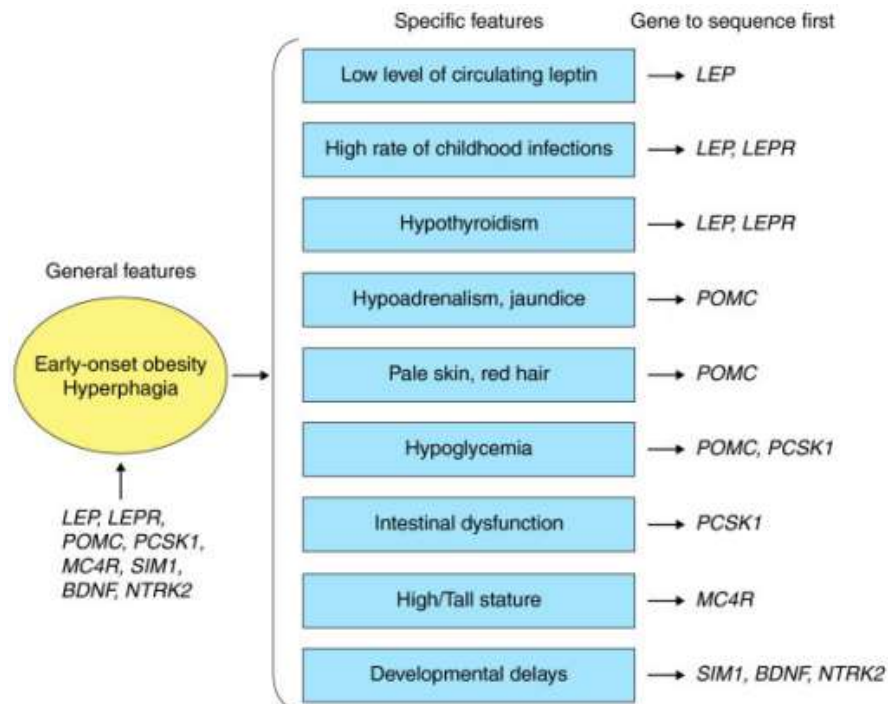 Specific features
Gene to sequence first
Low level of circulating leptin
LEP
High rate of childhood infections
LEP, LEPR
Hypothyroidism
LEP, LEPR
General features
Hypoadrenalism, jaundice
POMC
Early-onset obesity
Hyperphagia
Pale skin, red hair
POMC
Hypoglycemia
POMC, PCSK1
LEP, LEPR,
POMC, PCSK1,
MC4R, SIM1,
BDNF, NTRK2
Intestinal dysfunction
PCSK1
High/Tall stature
MC4R
Developmental delays
SIM1, BDNF, NTRK2